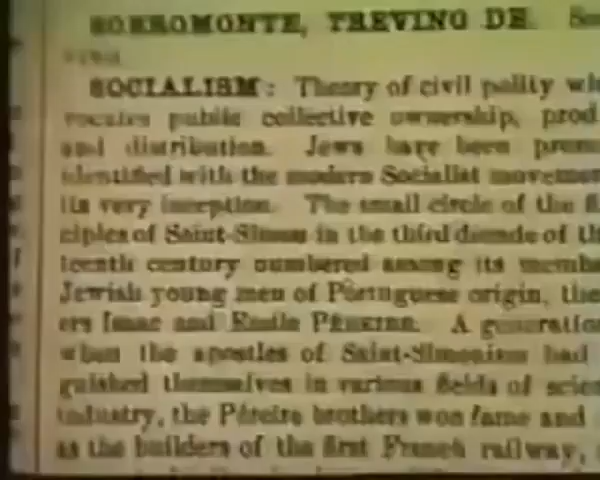 SOBREMONTE, TREVINO DE. See
SOCIALISM: Theory of civil polity
vocates public collective ownership, prod
and distribution. Jews have been prom
identified with the modern Socialist movemen
its very inception. The small circle of the
ciples of Saint-Simon in the third decade of th
teenth century numbered among its membe
Jewish young men of Portuguese origin, the
ers Isaac and Emile PÉREIRE. A generation
when the apostles of Saint-Simonism had
guished themselves in various fields of scien
industry, the Péreire brothers won fame and
as the builders of the first French railway,